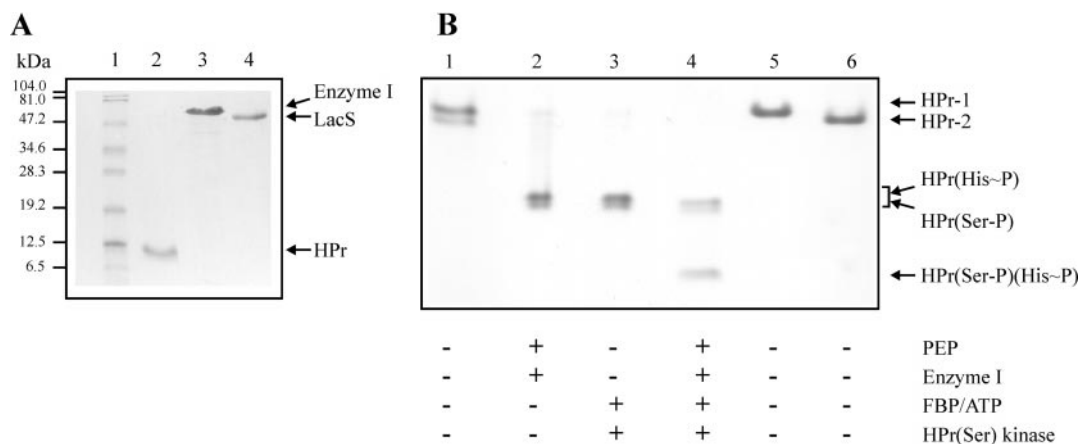 A
kDa
1 2 3 4
104.0
81.0
47.2
34.6
28.3
19.2
12.5
6.5
Enzyme I
LacS
HPr
B
1 2 3 4 5 6
HPr-1
HPr-2
HPr(His~P)
HPr(Ser-P)
HPr(Ser-P)(His~P)
- + - + - - PEP
- + - + - - Enzyme I
- - + + - - FBP/ATP
- - + + - - HPr(Ser) kinase